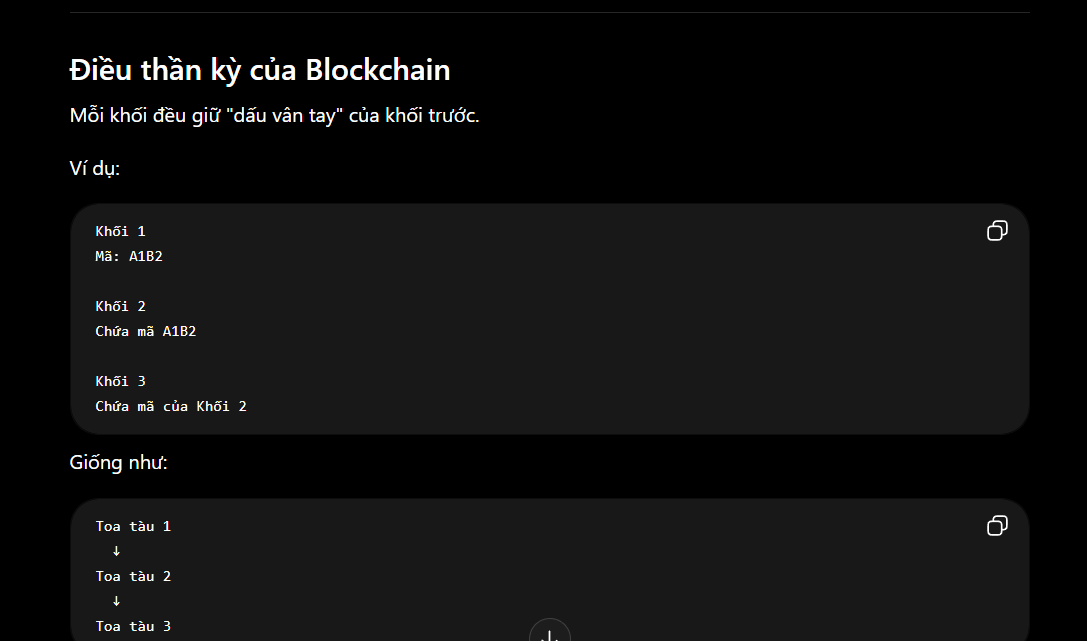 Điều thần kỳ của Blockchain
Mỗi khối đều giữ "dấu vân tay" của khối trước.
Ví dụ:
Khối 1
Mã: A1B2
Khối 2
Chứa mã A1B2
Khối 3
Chứa mã của Khối 2
Giống như:
Toa tàu 1
↓
Toa tàu 2
↓
Toa tàu 3